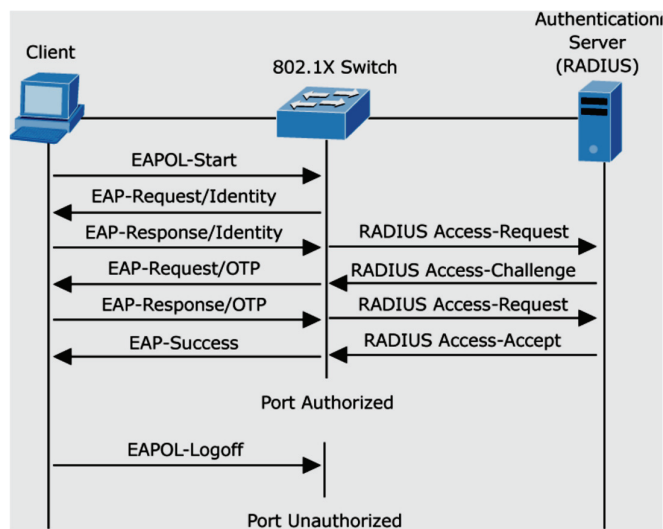 Authentication
Server
(RADIUS)
Client
802.1X Switch
EAPOL-Start
EAP-Request/Identity
EAP-Response/Identity
RADIUS Access-Request
EAP-Request/OTP
RADIUS Access-Challenge
EAP-Response/OTP
RADIUS Access-Request
EAP-Success
RADIUS Access-Accept
Port Authorized
EAPOL-Logoff
Port Unauthorized